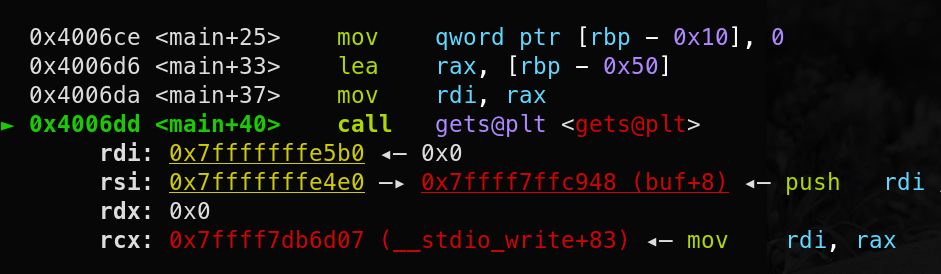 0x4006ce <main+25> mov qword ptr [rbp - 0x10], 0
0x4006d6 <main+33> lea rax, [rbp - 0x50]
0x4006da <main+37> mov rdi, rax
► 0x4006dd <main+40> call gets@plt <gets@plt>
rdi: 0x7fffffffe5b0 ◂— 0x0
rsi: 0x7fffffffe4e0 —▸ 0x7ffff7ffc948 (buf+8) ◂— push rdi /
rdx: 0x0
rcx: 0x7ffff7db6d07 (__stdio_write+83) ◂— mov rdi, rax